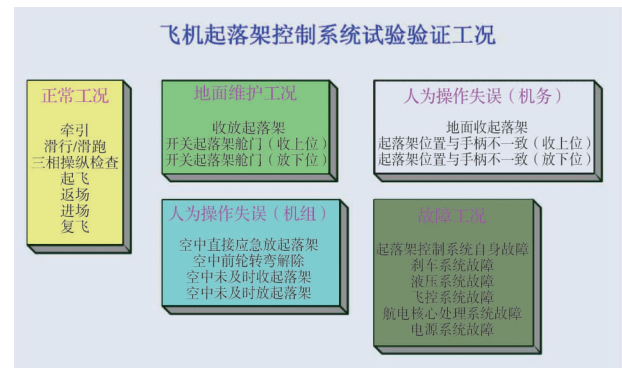 飞机起落架控制系统试验验证工况
正常工况
牵引
滑行/滑跑
三相操纵检查
起飞
返场
进场
复飞
地面维护工况
收放起落架
开关起落架舱门（收上位）
开关起落架舱门（放下位）
人为操作失误（机务）
地面收起落架
起落架位置与手柄不一致（收上位）
起落架位置与手柄不一致（放下位）
人为操作失误（机组）
空中直接应急放起落架
空中前轮转弯解除
空中未及时收起落架
空中未及时放起落架
故障工况
起落架控制系统自身故障
刹车系统故障
液压系统故障
飞控系统故障
航电核心处理系统故障
电源系统故障